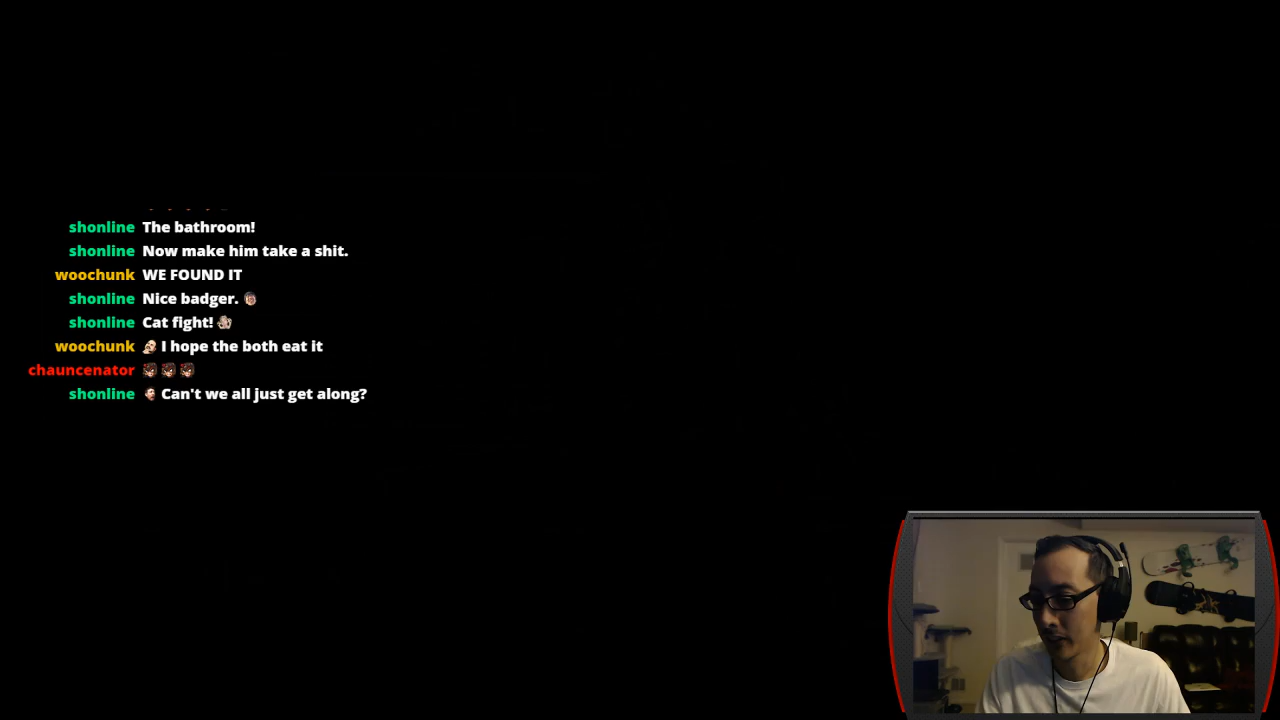 shonline The bathroom!
shonline Now make him take a shit.
woochunk WE FOUND IT
shonline Nice badger.
shonline Cat fight!
woochunk I hope the both eat it
chauncenator
shonline Can't we all just get along?